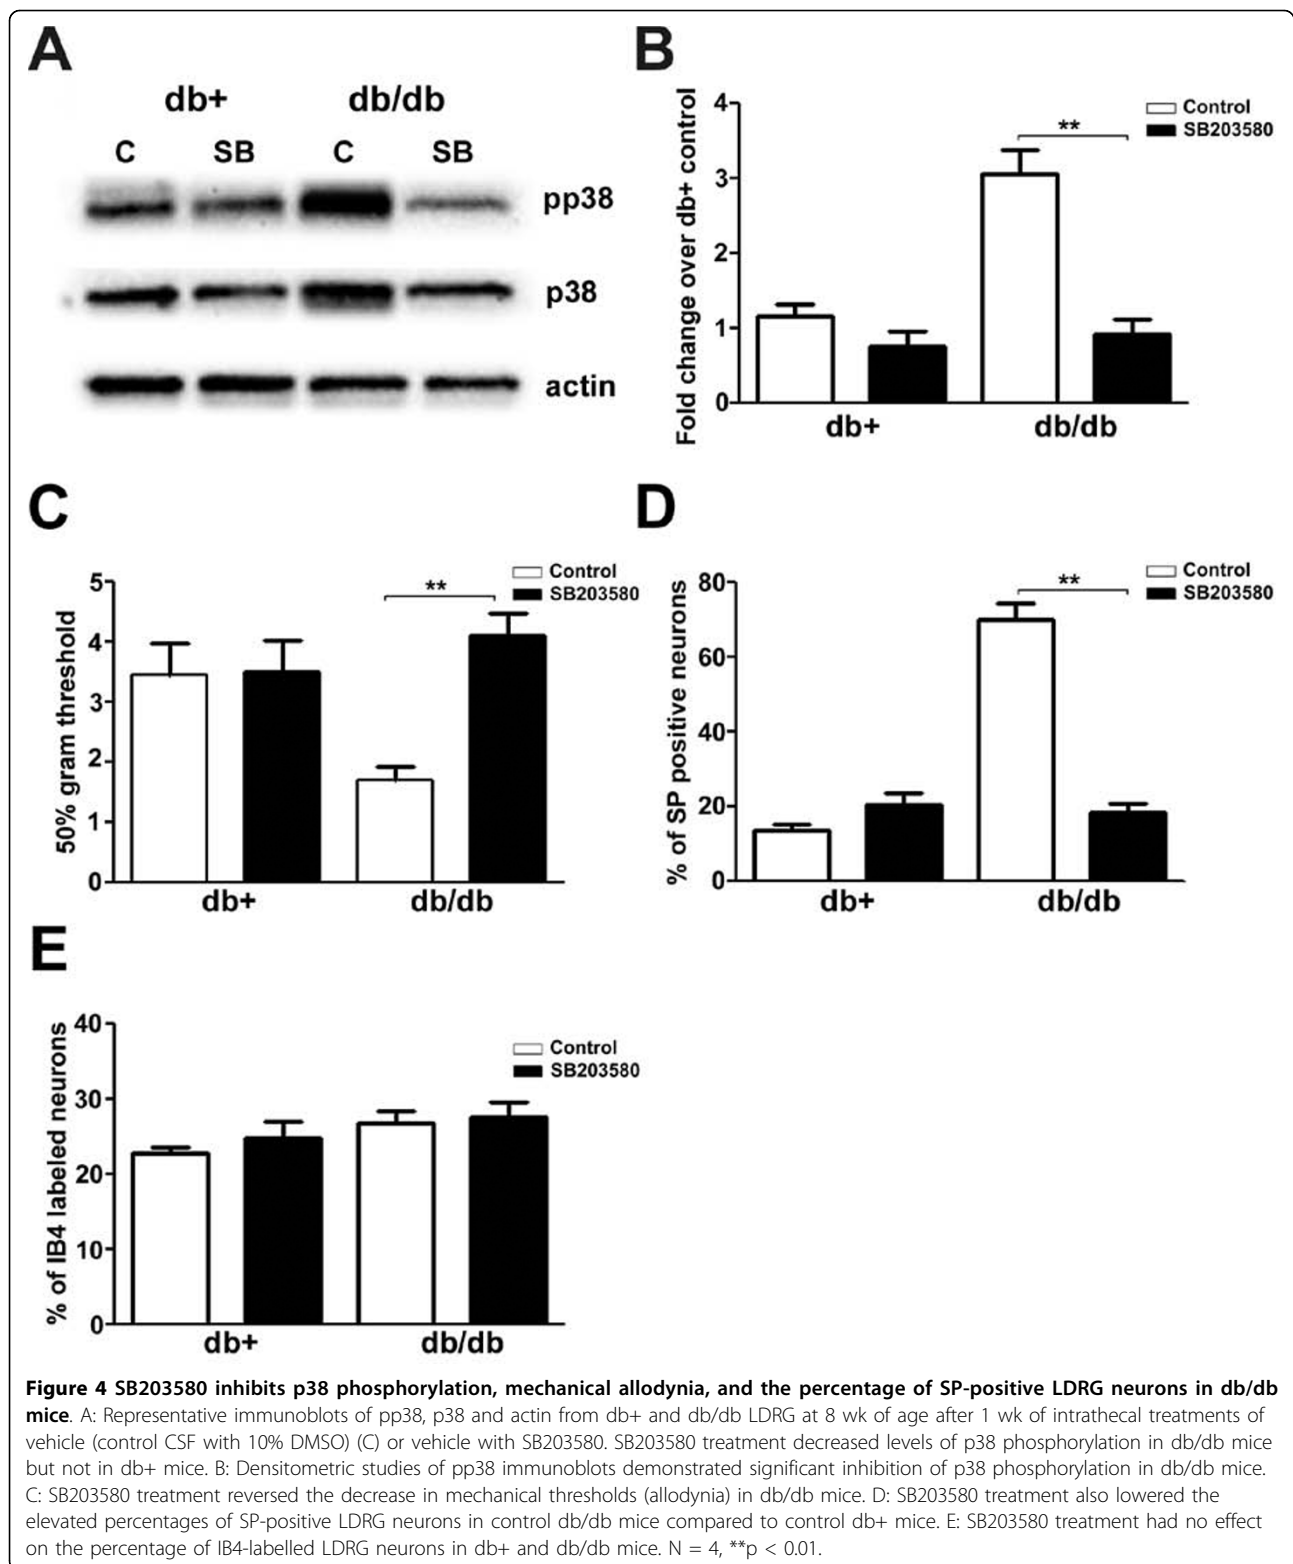 A
db+ db/db
C SB C SB
pp38
p38
actin
B
Fold change over db+ control
4
3
2
1
0
**
Control
SB203580
db+ db/db
C
50% gram threshold
5
4
3
2
1
0
**
Control
SB203580
db+ db/db
D
% of SP positive neurons
80
60
40
20
0
**
Control
SB203580
db+ db/db
E
% of IB4 labeled neurons
40
30
20
10
0
Control
SB203580
db+ db/db
Figure 4 SB203580 inhibits p38 phosphorylation, mechanical allodynia, and the percentage of SP-positive LDRG neurons in db/db
mice. A: Representative immunoblots of pp38, p38 and actin from db+ and db/db LDRG at 8 wk of age after 1 wk of intrathecal treatments of
vehicle (control CSF with 10% DMSO) (C) or vehicle with SB203580. SB203580 treatment decreased levels of p38 phosphorylation in db/db mice
but not in db+ mice. B: Densitometric studies of pp38 immunoblots demonstrated significant inhibition of p38 phosphorylation in db/db mice.
C: SB203580 treatment reversed the decrease in mechanical thresholds (allodynia) in db/db mice. D: SB203580 treatment also lowered the
elevated percentages of SP-positive LDRG neurons in control db/db mice compared to control db+ mice. E: SB203580 treatment had no effect
on the percentage of IB4-labelled LDRG neurons in db+ and db/db mice. N = 4, **p < 0.01.